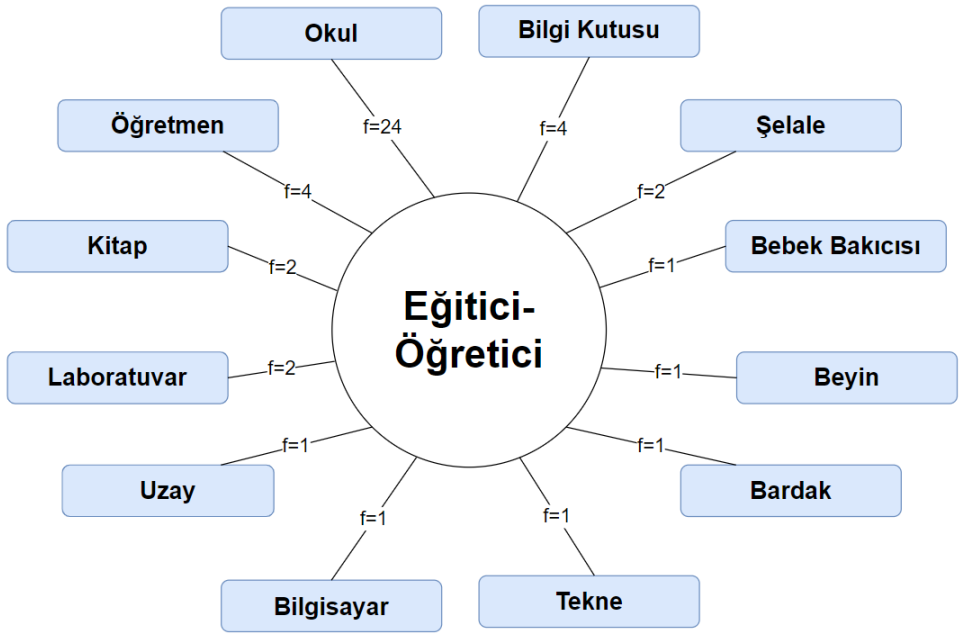 Okul
Bilgi Kutusu
Öğretmen
Şelale
f=24
f=4
f=4
f=2
Kitap
Bebek Bakıcısı
f=2
f=1
Eğitici-
Öğretici
Laboratuvar
f=2
f=1
Beyin
f=1
f=1
Uzay
Bardak
f=1
f=1
Bilgisayar
Tekne